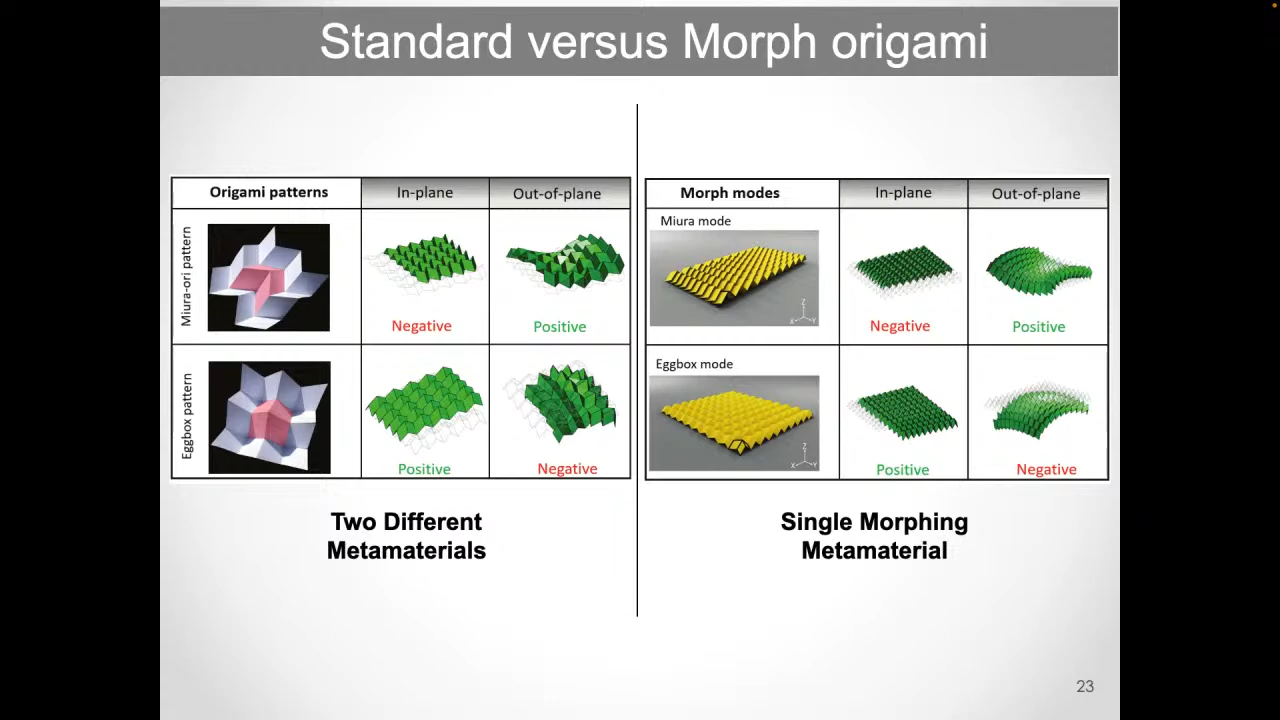 Standard versus Morph origami
Origami patterns
In-plane
Out-of-plane
Miura-ori pattern
Negative
Positive
Eggbox pattern
Positive
Negative
Two Different
Metamaterials
Morph modes
In-plane
Out-of-plane
Miura mode
Z
X
Y
Negative
Positive
Eggbox mode
Z
X
Y
Positive
Negative
Single Morphing
Metamaterial
23